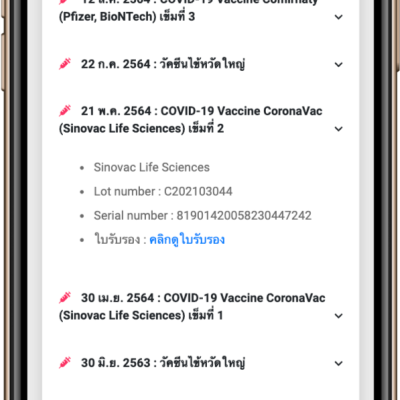 12 ส.ค. 2564 : COVID-19 Vaccine Comirnaty
(Pfizer, BioNTech) เข็มที่ 3
22 ก.ค. 2564 : วัคซีนไข้หวัดใหญ่
21 พ.ค. 2564 : COVID-19 Vaccine CoronaVac
(Sinovac Life Sciences) เข็มที่ 2
Sinovac Life Sciences
Lot number : C202103044
Serial number : 81901420058230447242
ใบรับรอง : คลิกดูใบรับรอง
30 เม.ย. 2564 : COVID-19 Vaccine CoronaVac
(Sinovac Life Sciences) เข็มที่ 1
30 มิ.ย. 2563 : วัคซีนไข้หวัดใหญ่